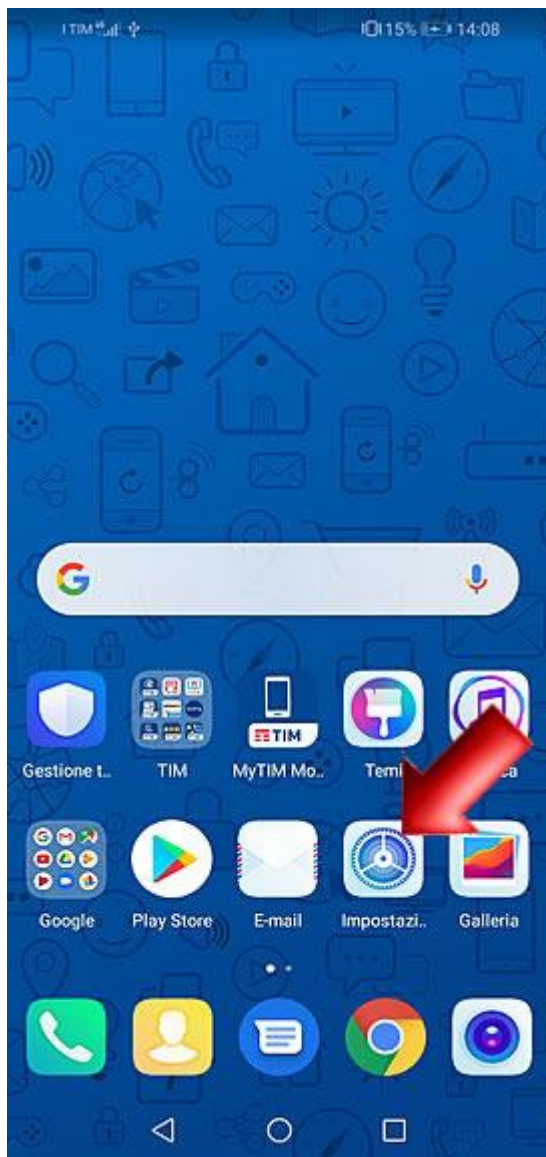 TIM 15% 14:08
Gestione t.. TIM MyTIM Mo.. Temi
TIM
Google Play Store E-mail Impostazi.. Galleria